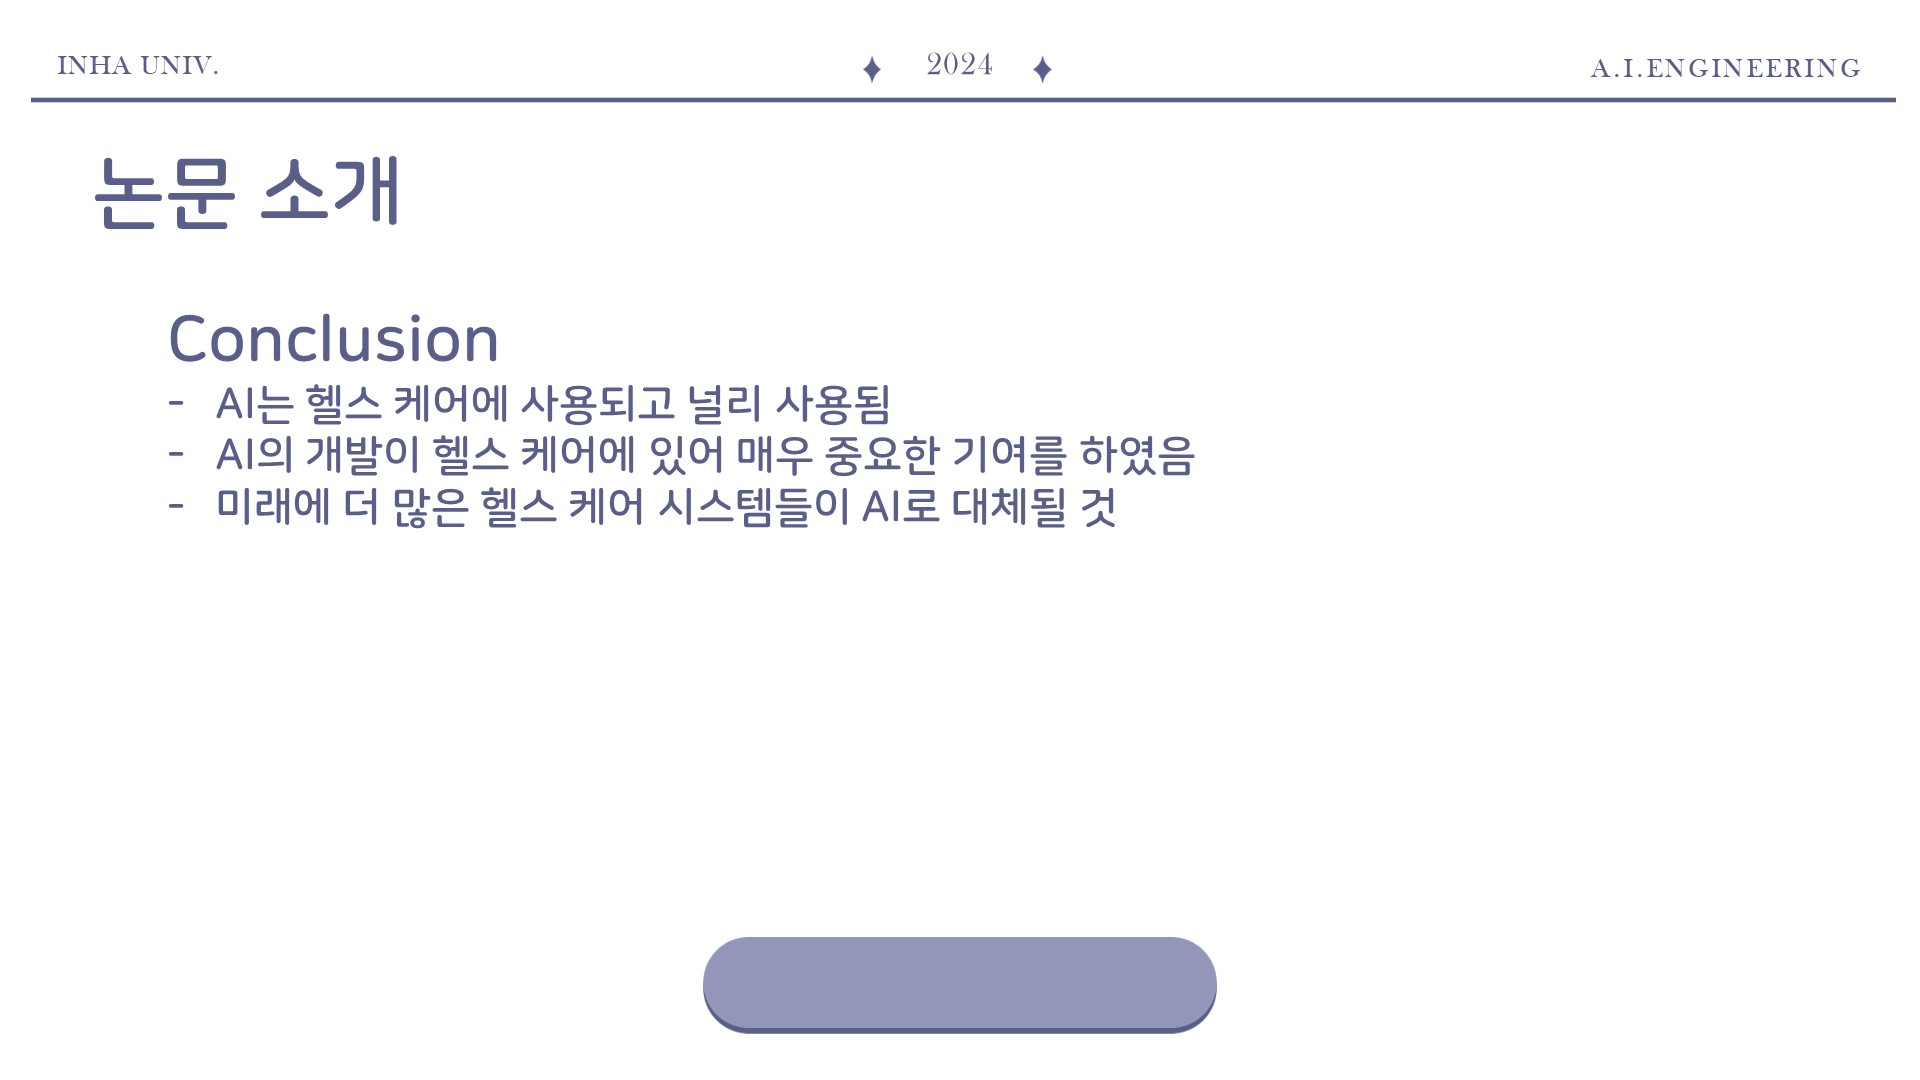 INHA UNIV.
2024
A.I.ENGINEERING
논문 소개
Conclusion
- AI는 헬스 케어에 사용되고 널리 사용됨
- AI의 개발이 헬스 케어에 있어 매우 중요한 기여를 하였음
- 미래에 더 많은 헬스 케어 시스템들이 AI로 대체될 것